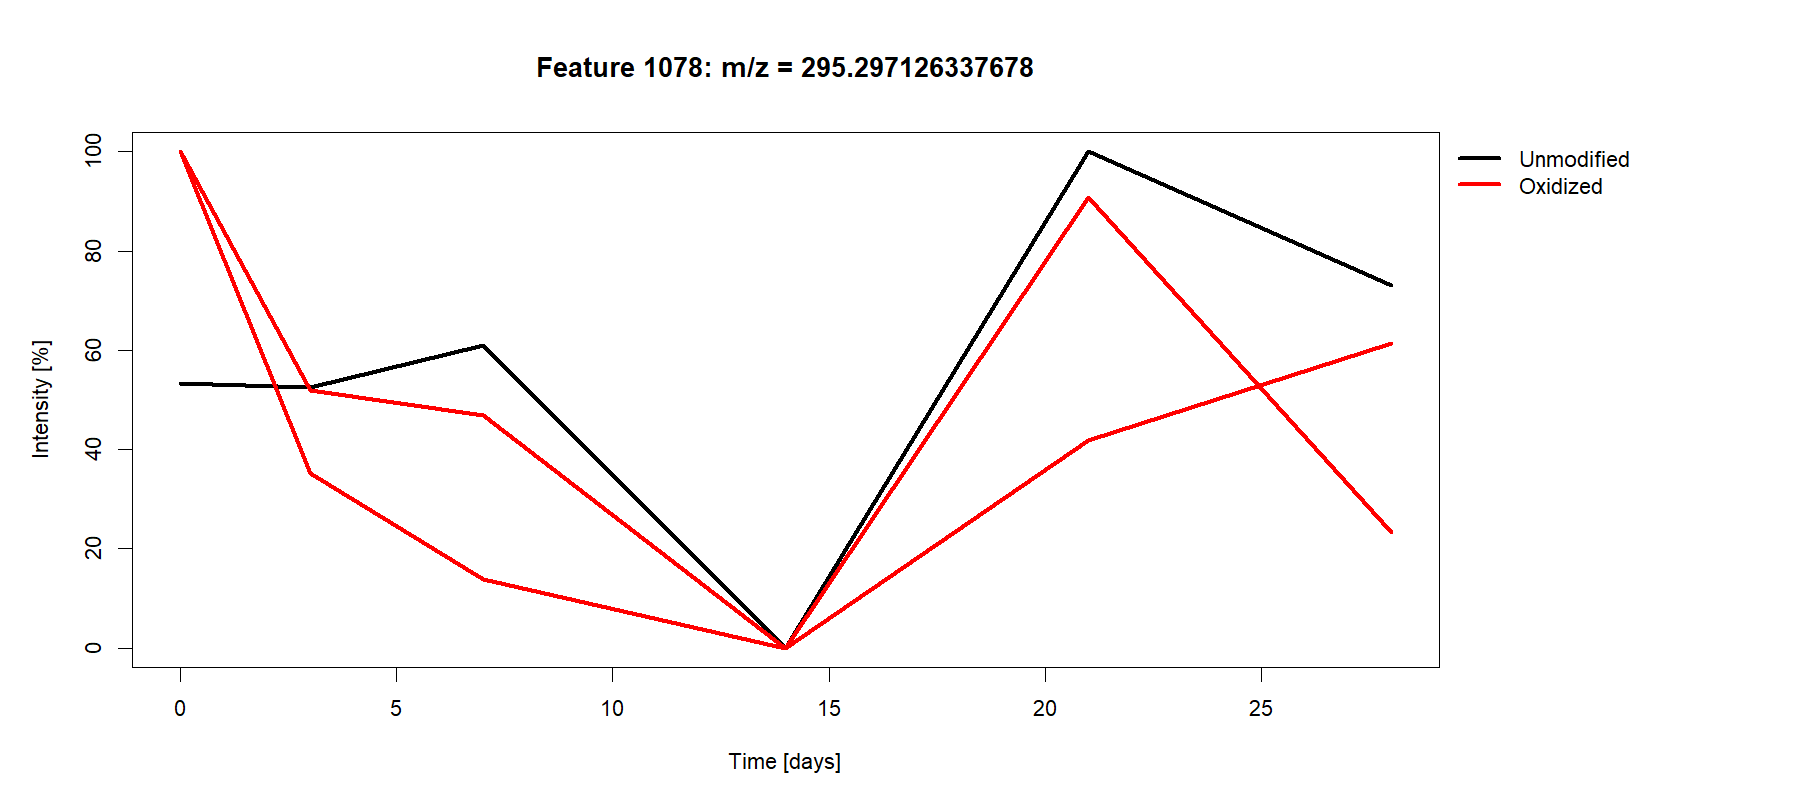 Feature 1078: m/z = 295.297126337678
Unmodified
Oxidized
Intensity [%]
100
80
60
40
20
0
0 5 10 15 20 25
Time [days]